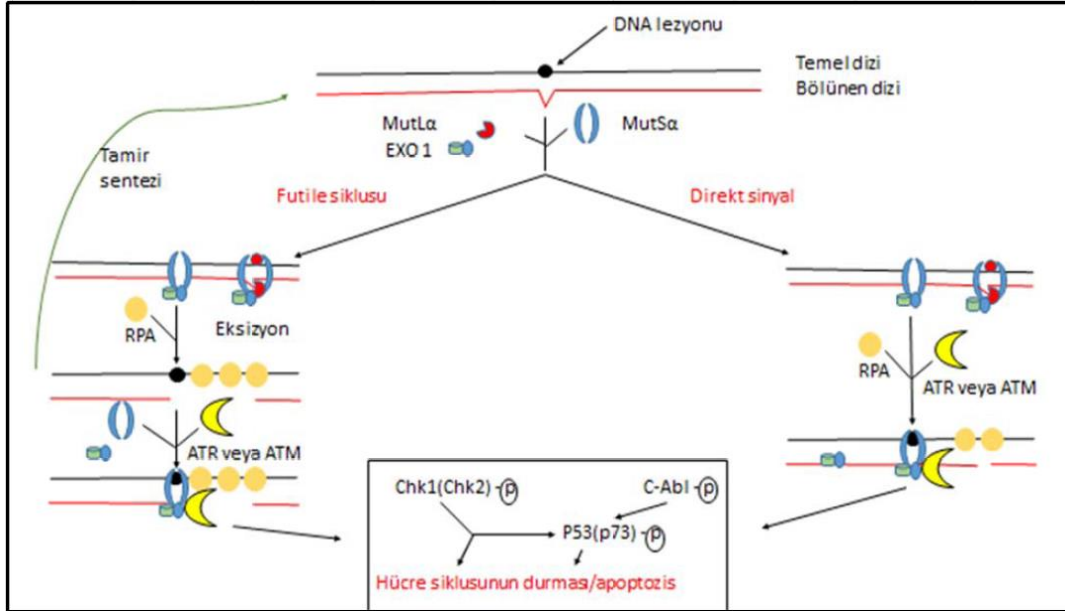 DNA lezyonu
Temel dizi
Bölünen dizi
MutLα
EXO 1
MutSα
Tamir
sentezi
Futile siklusu
Direkt sinyal
RPA
Eksizyon
ATR veya ATM
RPA
ATR veya ATM
Chk1(Chk2) -p
C-Abl -p
P53(p73) -p
Hücre siklusunun durması/apoptozis